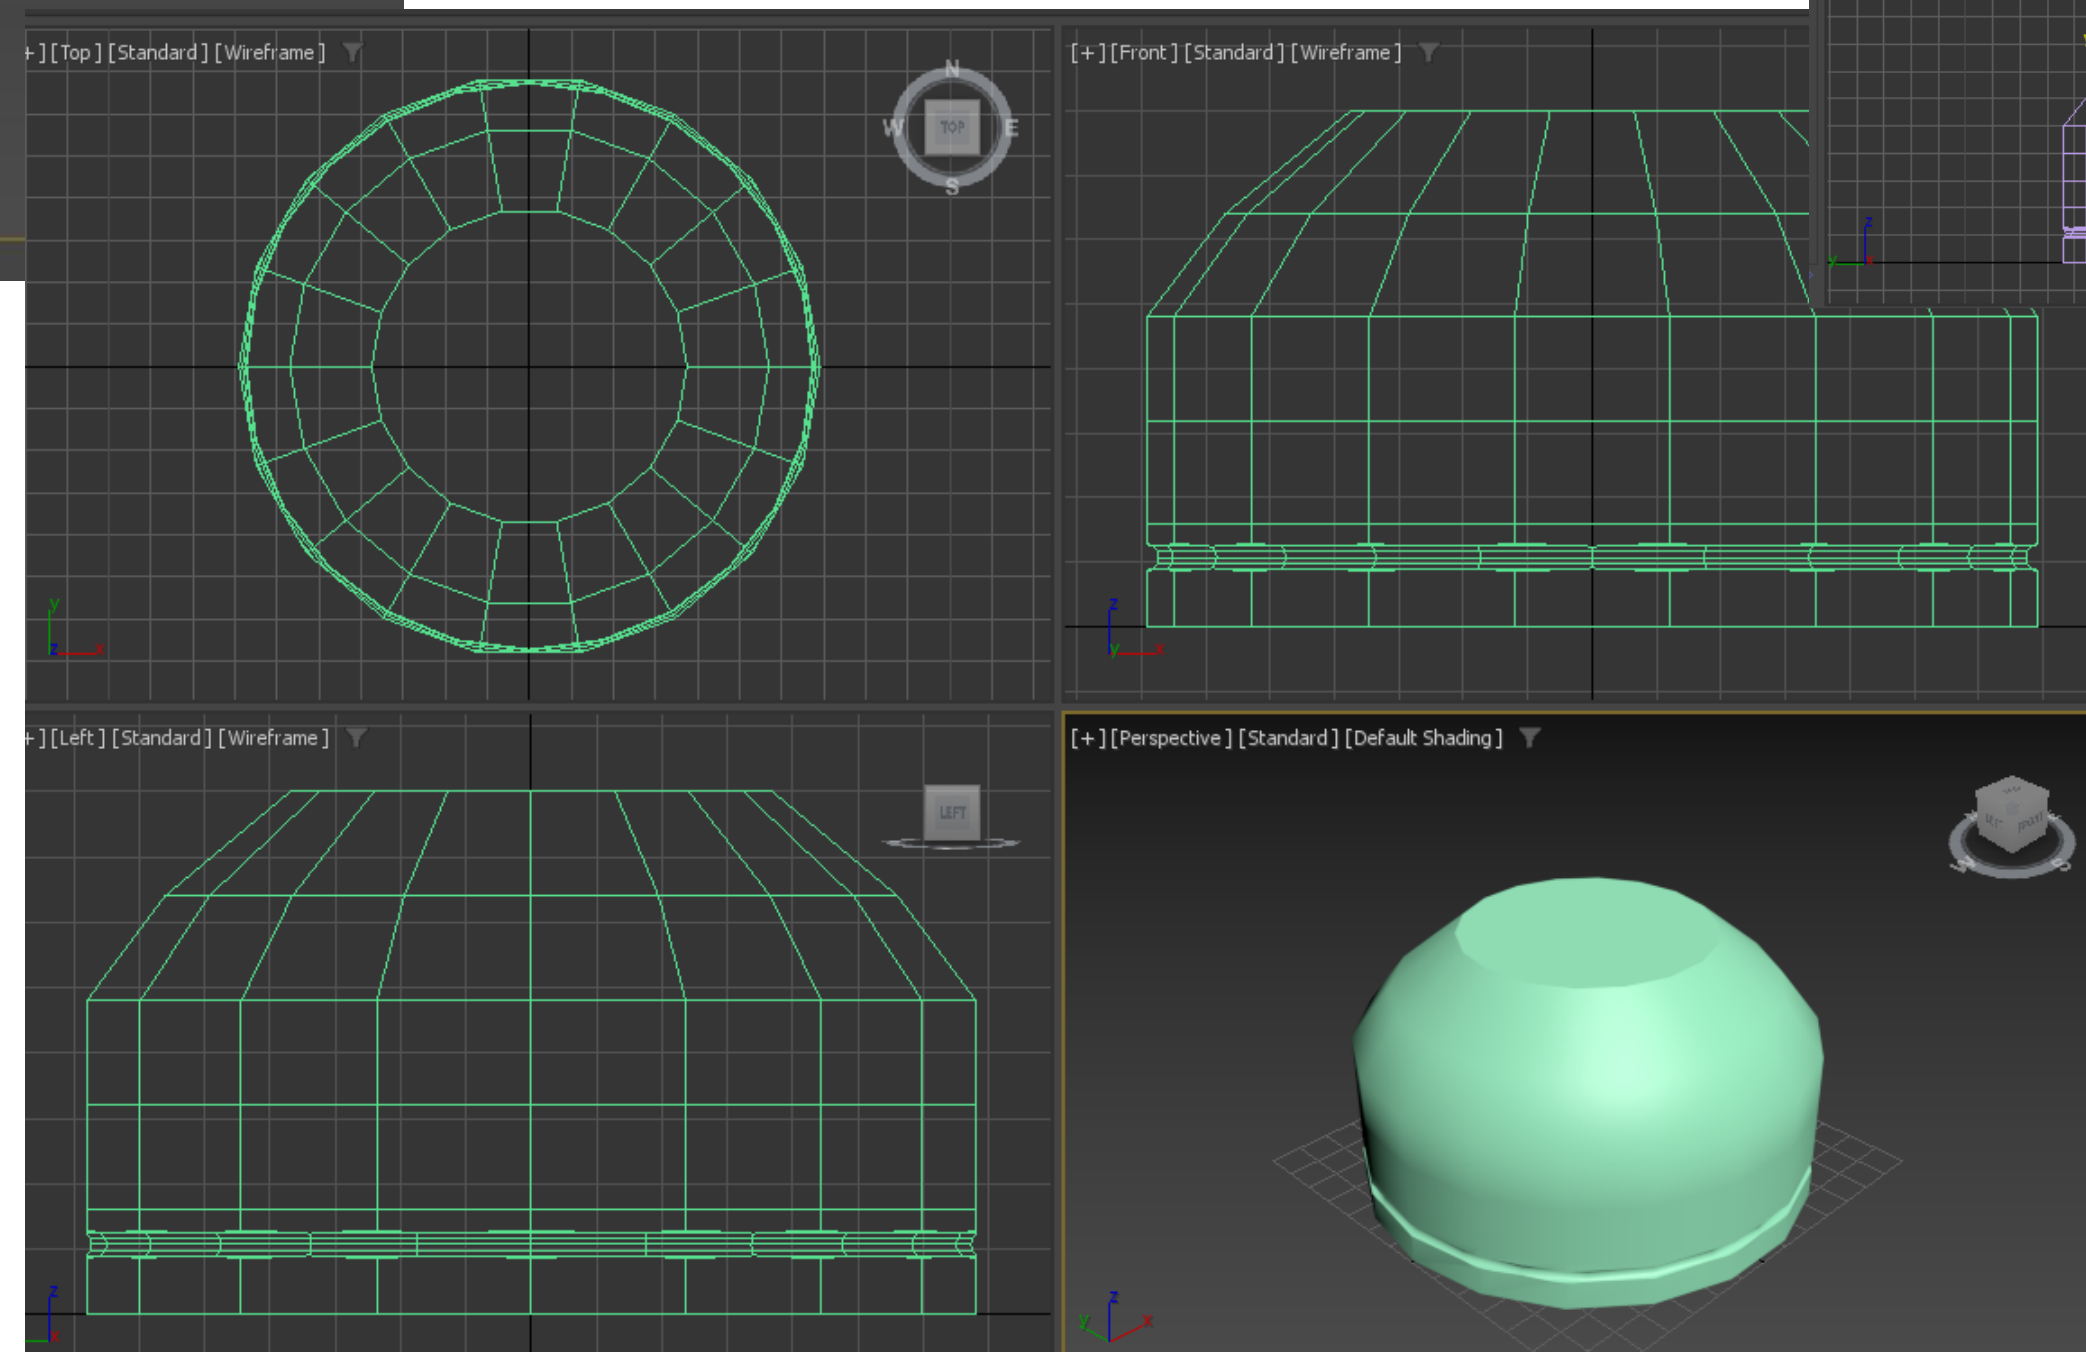 + ] [Top ] [Standard ] [Wireframe ]
N
W TOP E
S
y
z x
[+ ] [Front ] [Standard ] [Wireframe ]
z
y x
z
y x
+ ] [Left ] [Standard ] [Wireframe ]
LEFT
z
x
[+ ] [Perspective ] [Standard ] [Default Shading ]
W S
z
y x